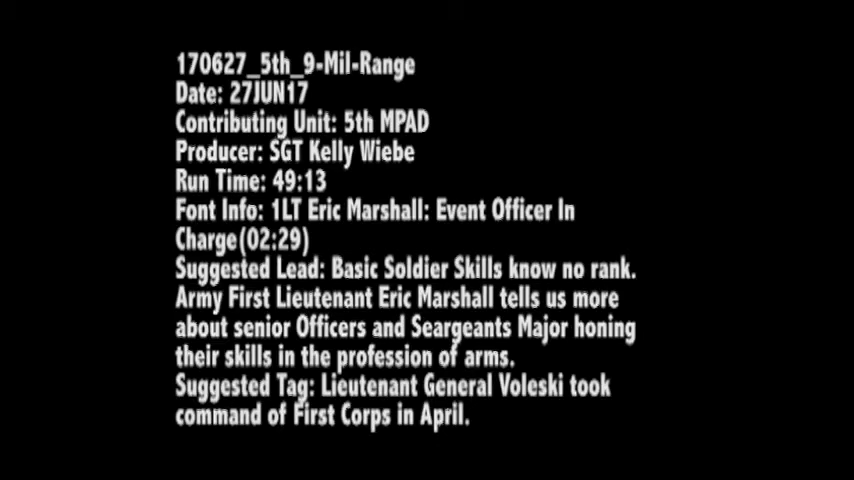 170627_5th_9-Mil-Range
Date: 27JUN17
Contributing Unit: 5th MPAD
Producer: SGT Kelly Wiebe
Run Time: 49:13
Font Info: 1LT Eric Marshall: Event Officer In
Charge(02:29)
Suggested Lead: Basic Soldier Skills know no rank.
Army First Lieutenant Eric Marshall tells us more
about senior Officers and Seargeants Major honing
their skills in the profession of arms.
Suggested Tag: Lieutenant General Voleski took
command of First Corps in April.